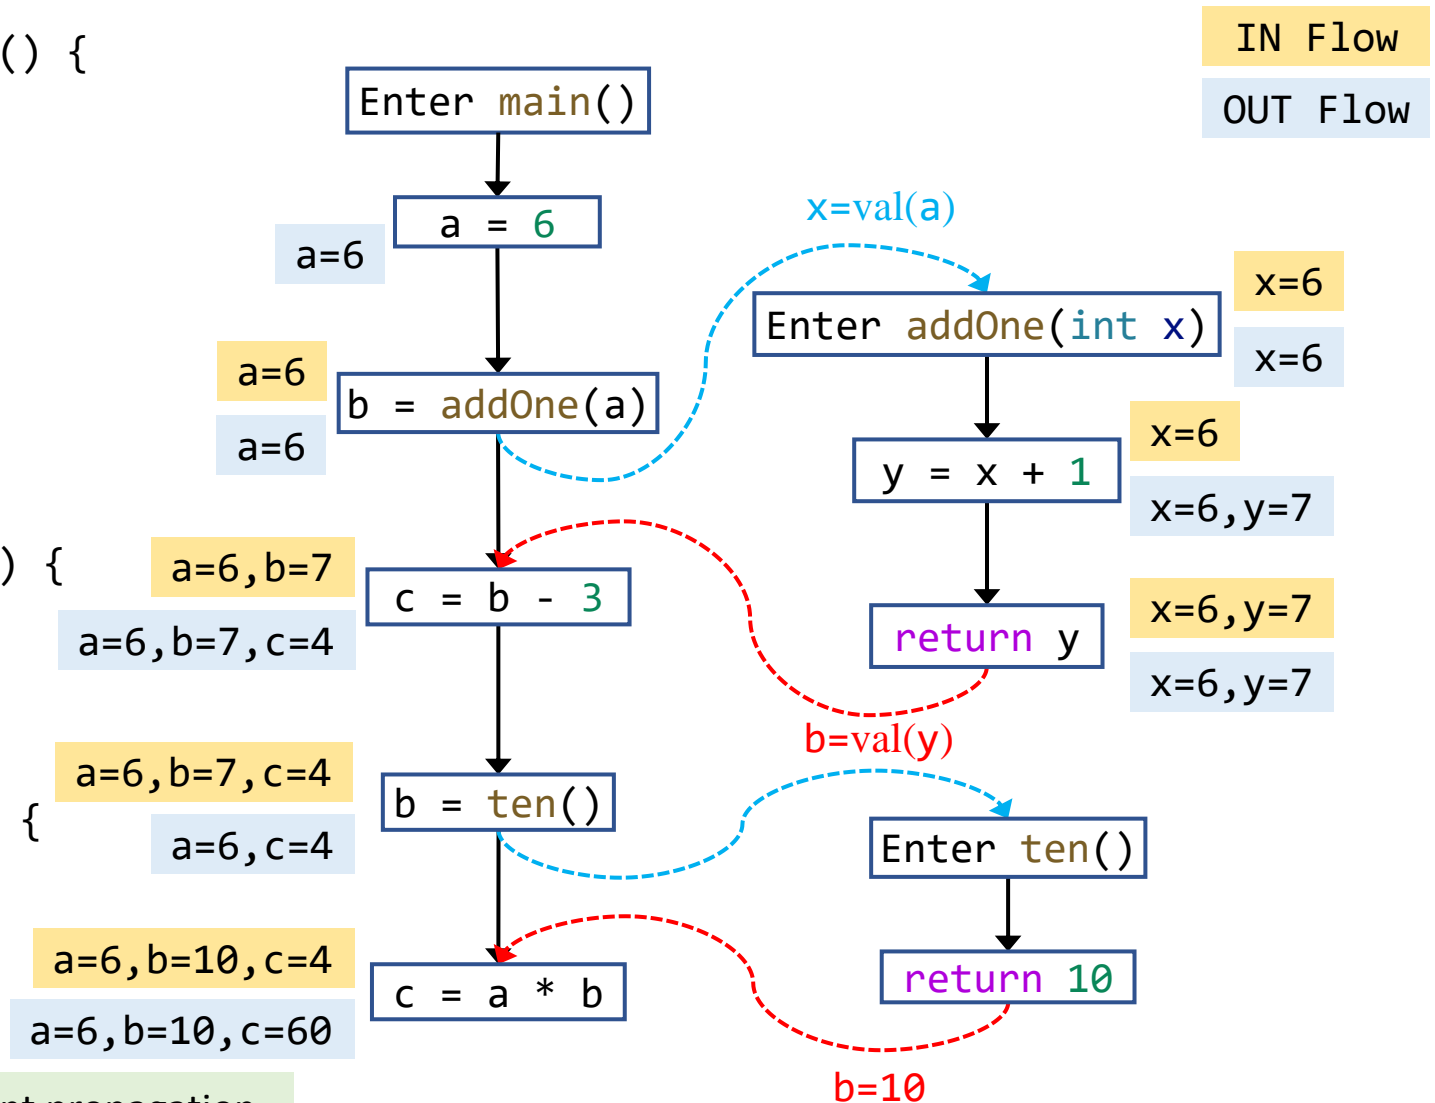 () {
IN Flow
OUT Flow
Enter main()
a = 6
a=6
x=val(a)
Enter addOne(int x)
x=6
x=6
a=6
b = addOne(a)
a=6
y = x + 1
x=6
x=6,y=7
) {
a=6,b=7
c = b - 3
a=6,b=7,c=4
return y
x=6,y=7
x=6,y=7
b=val(y)
a=6,b=7,c=4
{
b = ten()
a=6,c=4
Enter ten()
a=6,b=10,c=4
c = a * b
a=6,b=10,c=60
return 10
b=10
nt propagation